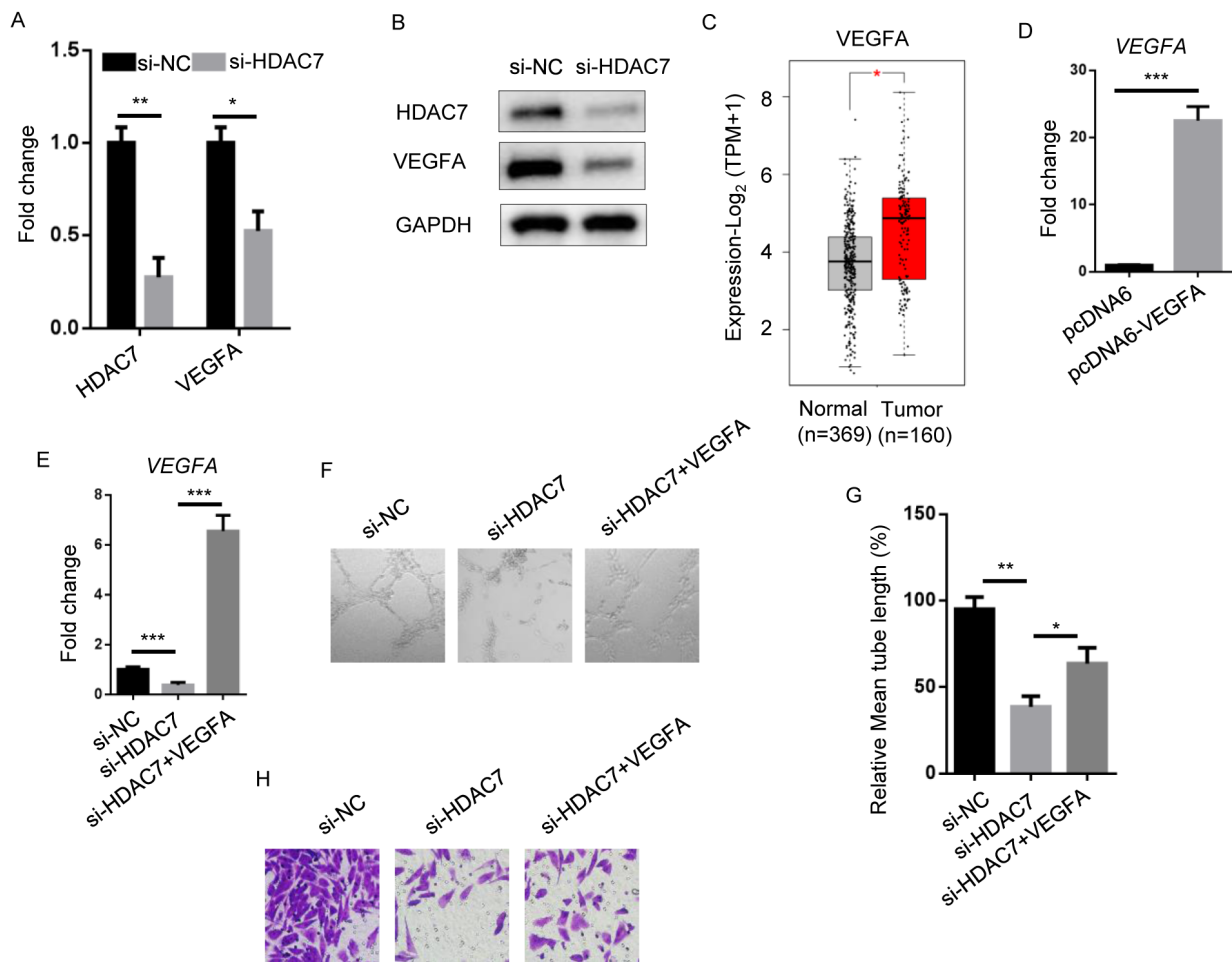 A
si-NC si-HDAC7
Fold change
1.5
1.0
0.5
0.0
** *
HDAC7 VEGFA
B
si-NC si-HDAC7
HDAC7
VEGFA
GAPDH
C
VEGFA
*
Expression-Log₂ (TPM+1)
8
6
4
2
Normal Tumor
(n=369) (n=160)
D
VEGFA
***
Fold change
30
20
10
0
pcDNA6
pcDNA6-VEGFA
E
VEGFA
***
***
Fold change
8
6
4
2
0
si-NC
si-HDAC7
si-HDAC7+VEGFA
F
si-NC si-HDAC7 si-HDAC7+VEGFA
G
Relative Mean tube length (%)
150
100
50
0
**
*
si-NC
si-HDAC7
si-HDAC7+VEGFA
H
si-NC si-HDAC7 si-HDAC7+VEGFA